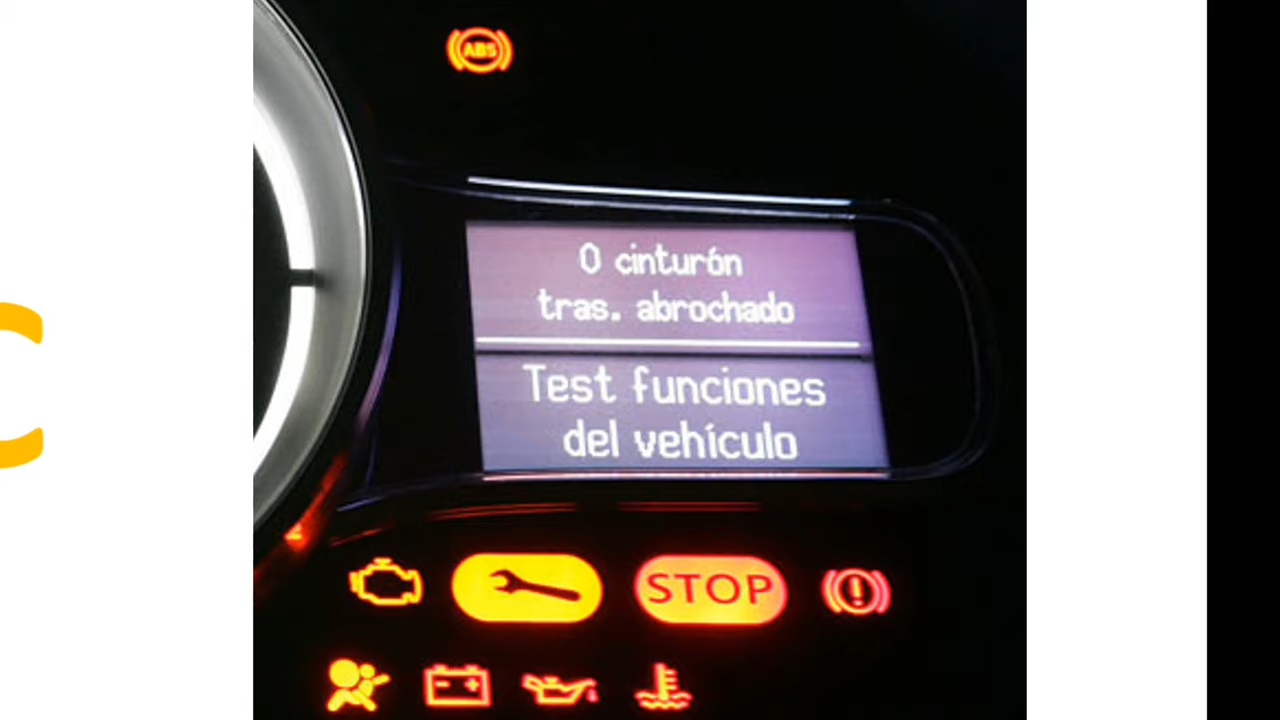 ABS
0 cinturón
tras. abrochado
Test funciones
del vehículo
STOP